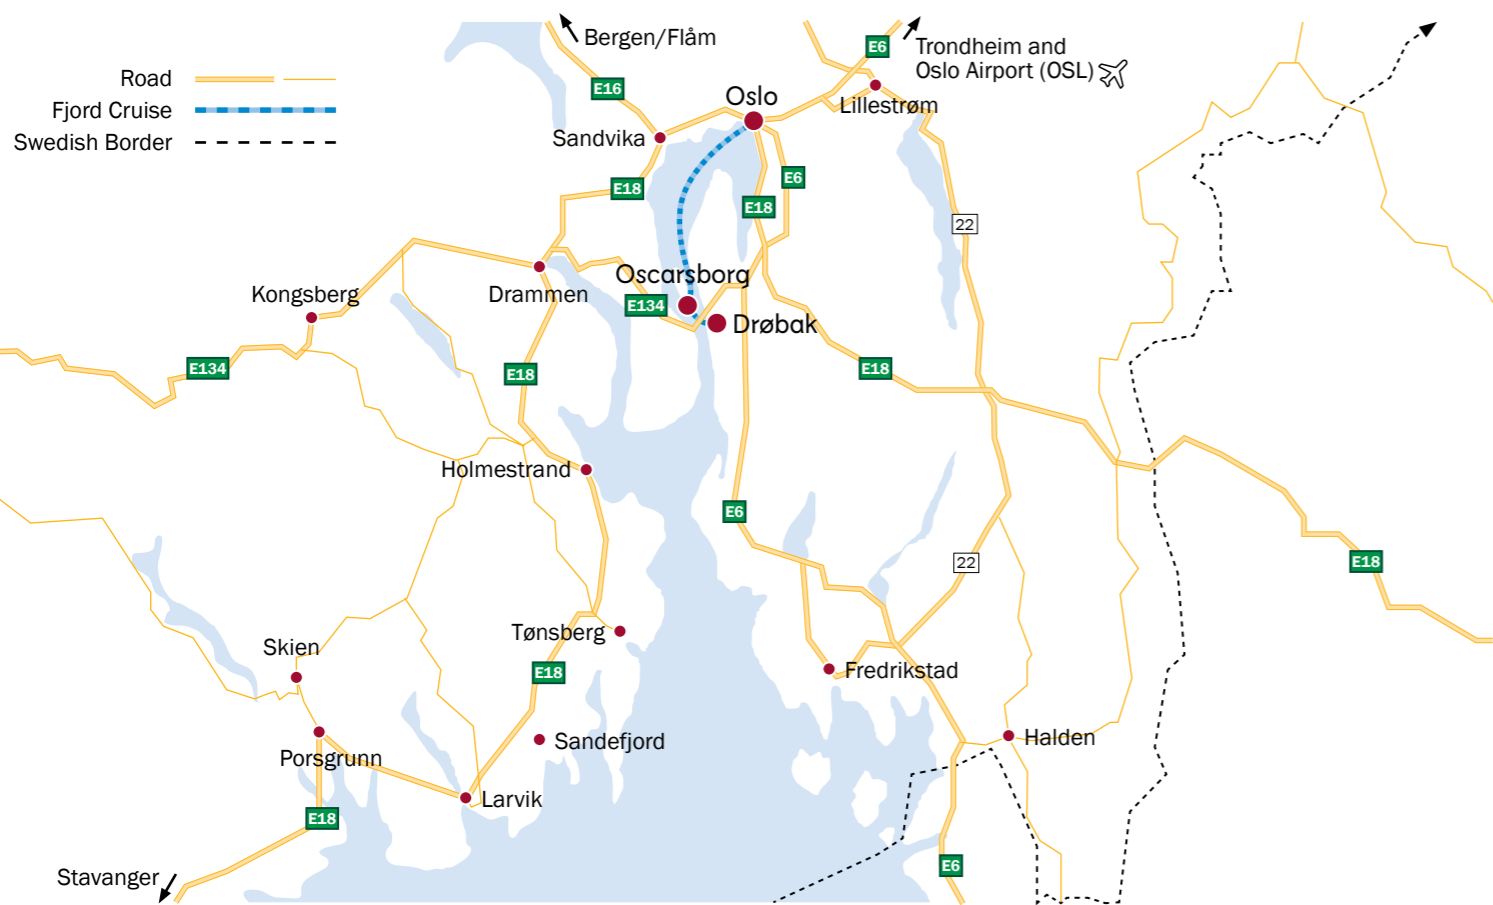 Road
Fjord Cruise
Swedish Border
Bergen/Flåm
E16
E6
Trondheim and
Oslo Airport (OSL)
Oslo
Lillestrøm
Sandvika
E18
E6
E18
22
Oscarsborg
Drammen
Kongsberg
E134
Drøbak
E134
E18
E18
Holmestrand
E6
22
E18
Tønsberg
Skien
E18
Fredrikstad
Sandefjord
Halden
Porsgrunn
Larvik
E18
E6
Stavanger